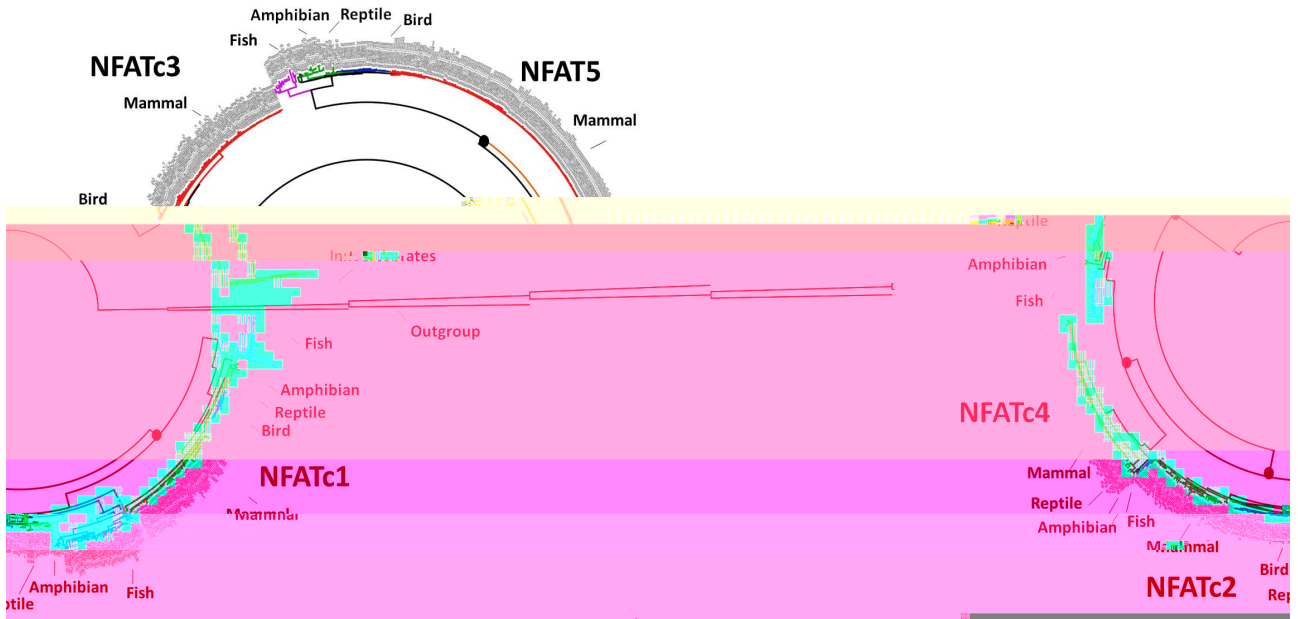 Amphibian
Reptile
Bird
Fish
NFATc3
NFAT5
Mammal
Mammal
Bird
Amphibian
Fish
Outgroup
Fish
Amphibian
Reptile
Bird
NFATc4
NFATc1
Mammal
Reptile
Amphibian
Fish
Amphibian
Fish
Bird
NFATc2